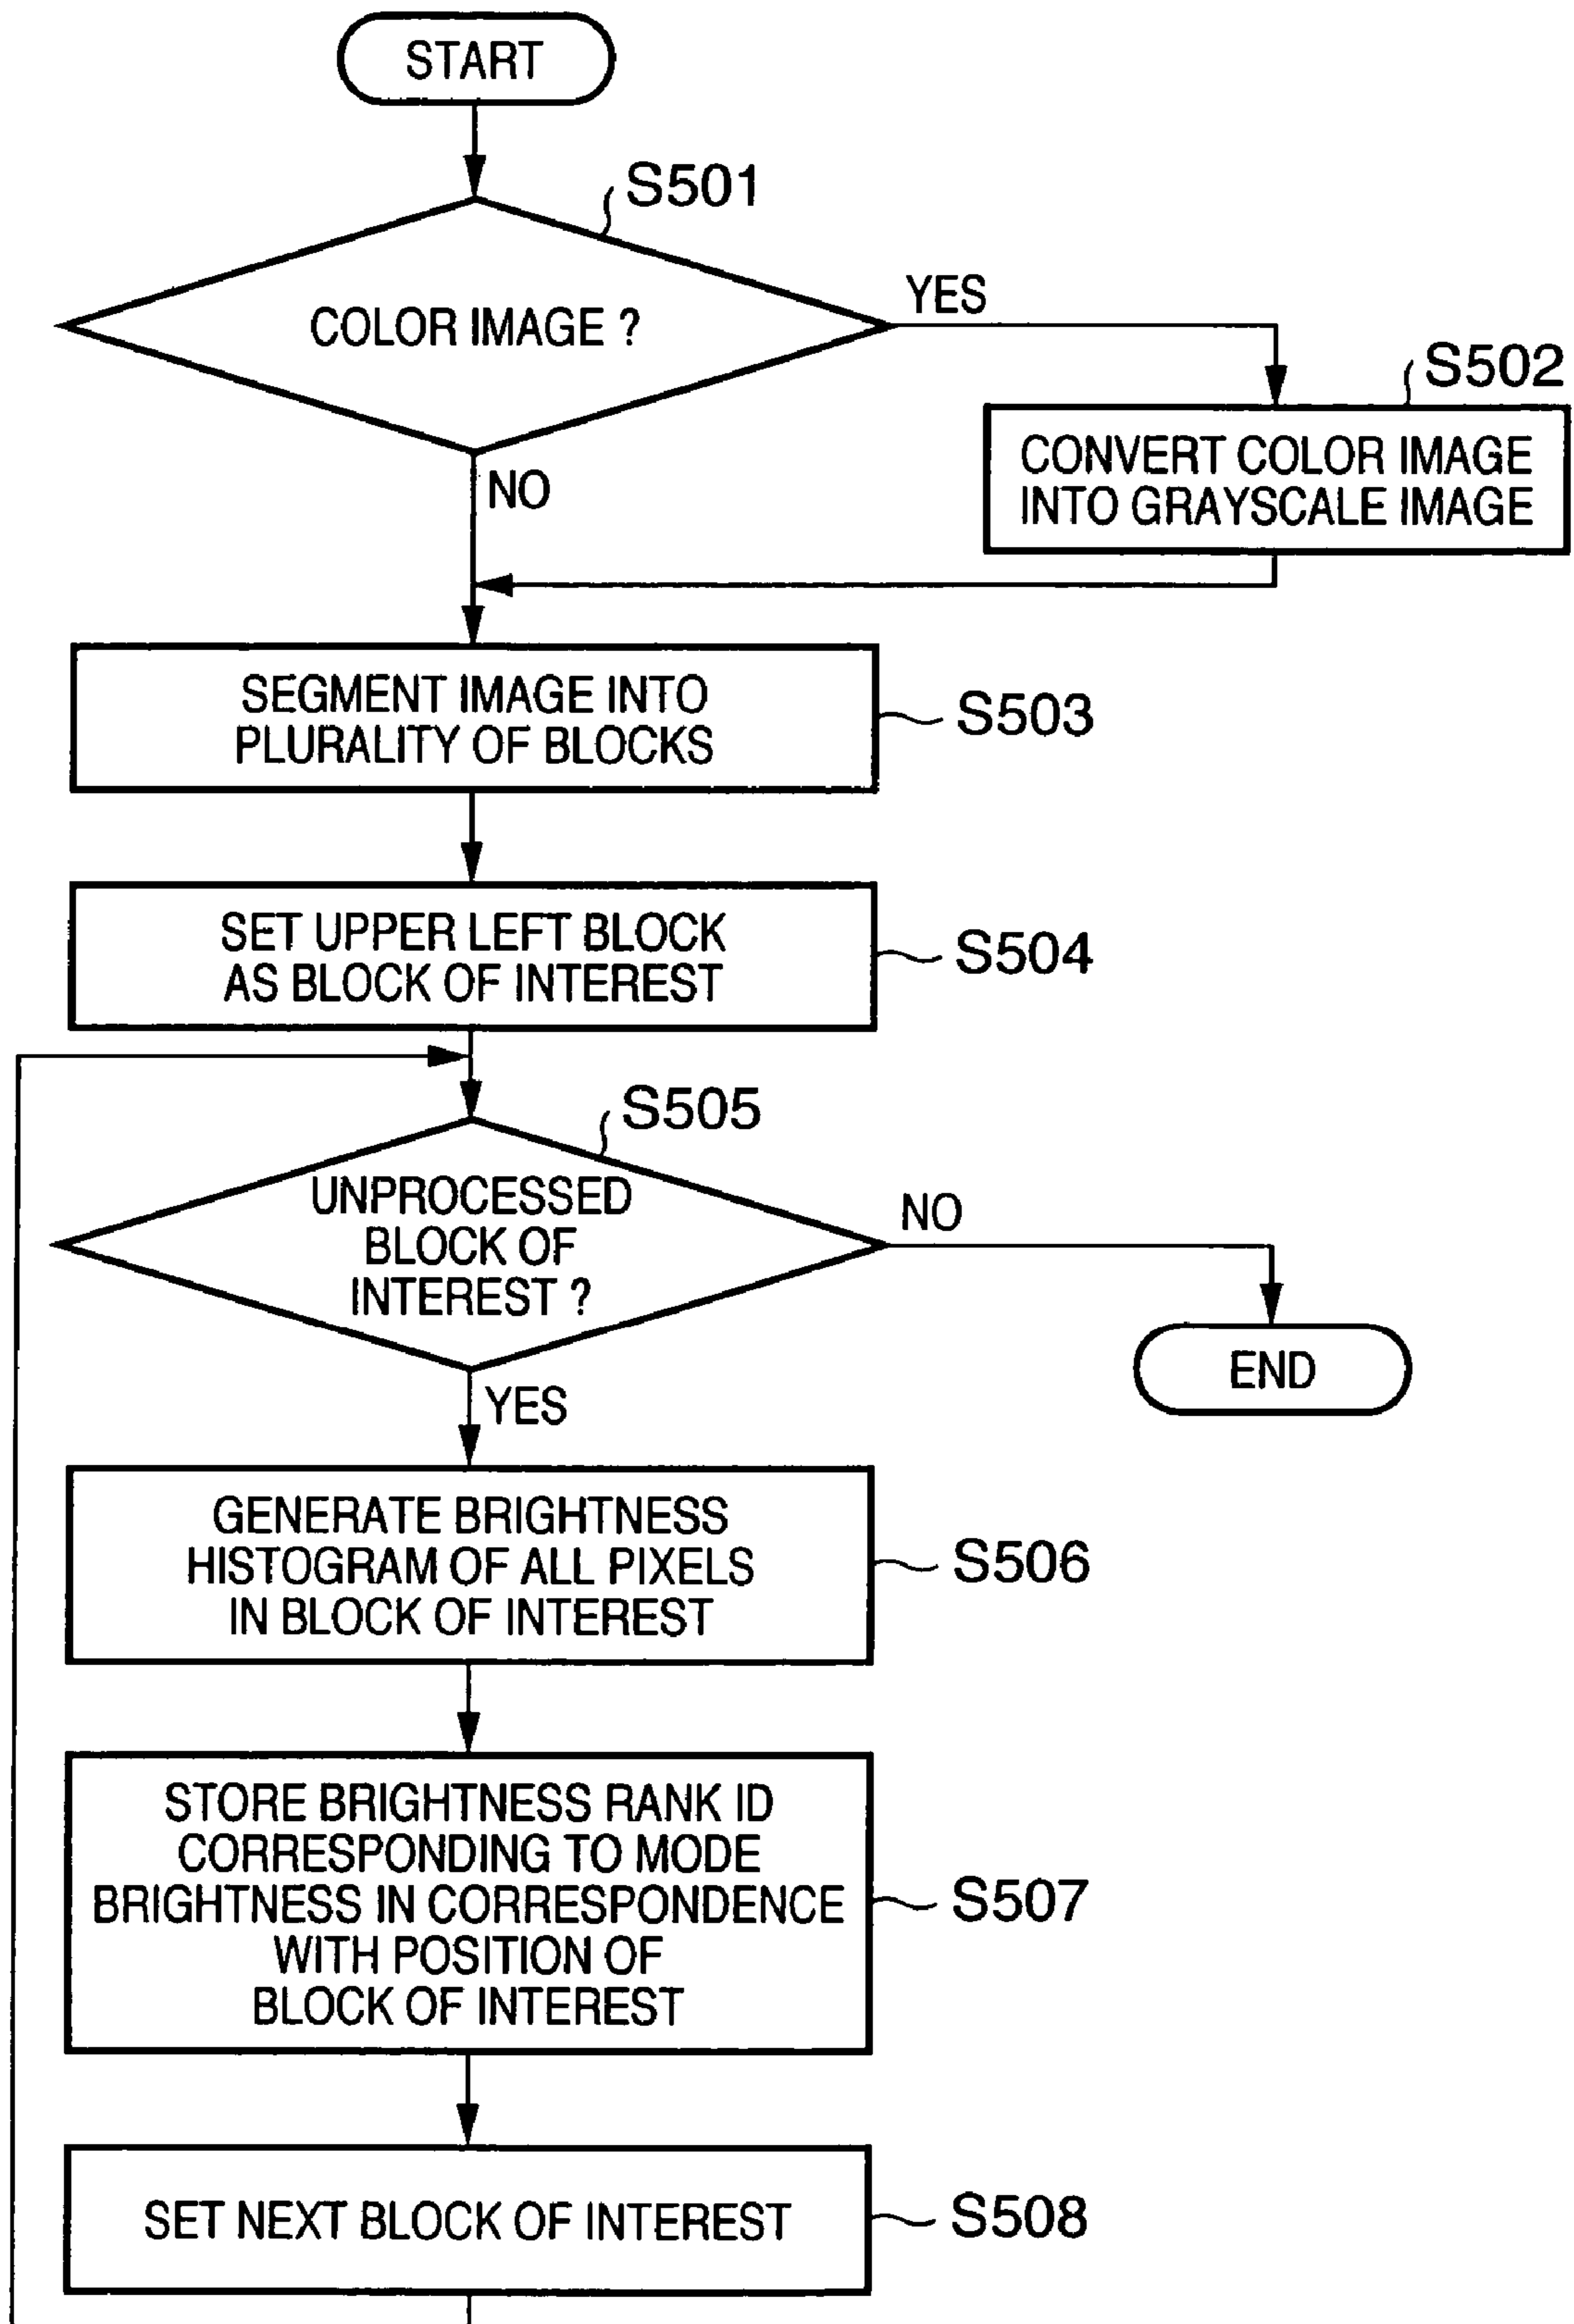 START
S501
COLOR IMAGE ?
YES
S502
CONVERT COLOR IMAGE
INTO GRAYSCALE IMAGE
NO
SEGMENT IMAGE INTO
PLURALITY OF BLOCKS
S503
SET UPPER LEFT BLOCK
AS BLOCK OF INTEREST
S504
S505
UNPROCESSED
BLOCK OF
INTEREST ?
NO
END
YES
GENERATE BRIGHTNESS
HISTOGRAM OF ALL PIXELS
IN BLOCK OF INTEREST
S506
STORE BRIGHTNESS RANK ID
CORRESPONDING TO MODE
BRIGHTNESS IN CORRESPONDENCE
WITH POSITION OF
BLOCK OF INTEREST
S507
SET NEXT BLOCK OF INTEREST
S508